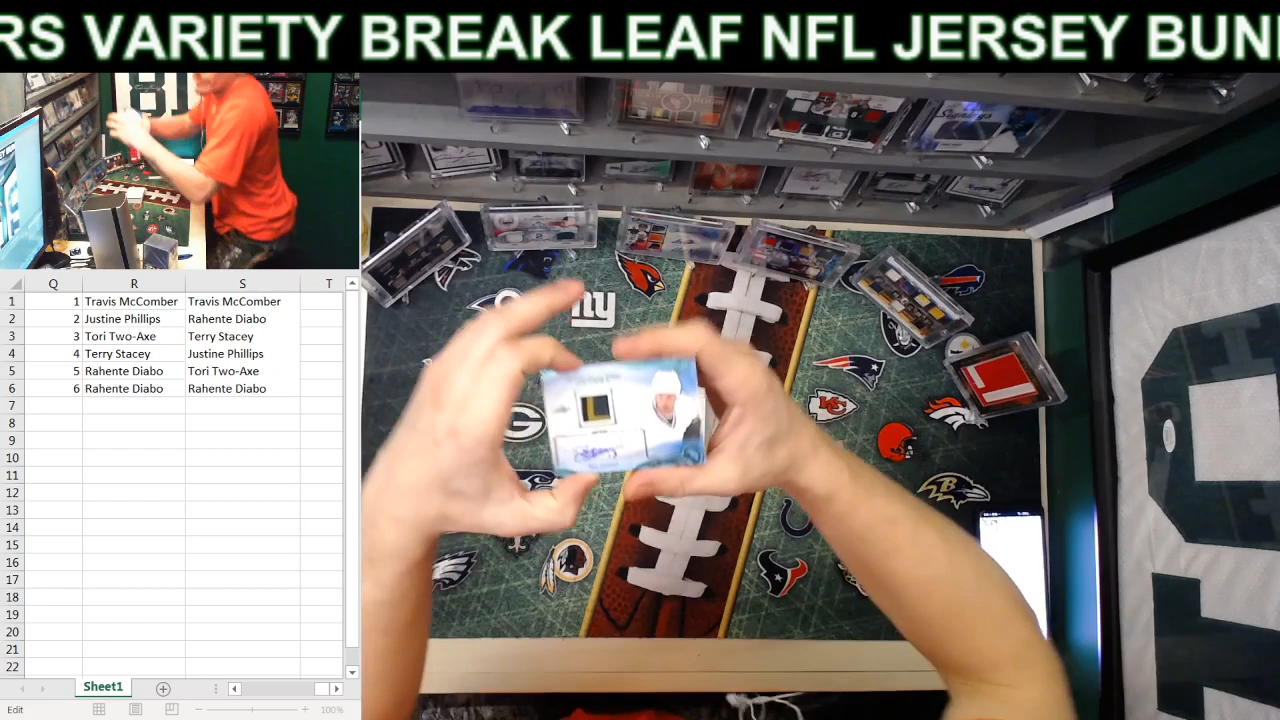 RS VARIETY BREAK LEAF NFL JERSEY BUN
Q R S T
1 1 Travis McComber Travis McComber
2 2 Justine Phillips Rahente Diabo
3 3 Tori Two-Axe Terry Stacey
4 4 Terry Stacey Justine Phillips
5 5 Rahente Diabo Tori Two-Axe
6 6 Rahente Diabo Rahente Diabo
7
8
9
10
11
12
13
14
15
16
17
18
19
20
21
22
Sheet1
Edit
100%
81
ny
G
B